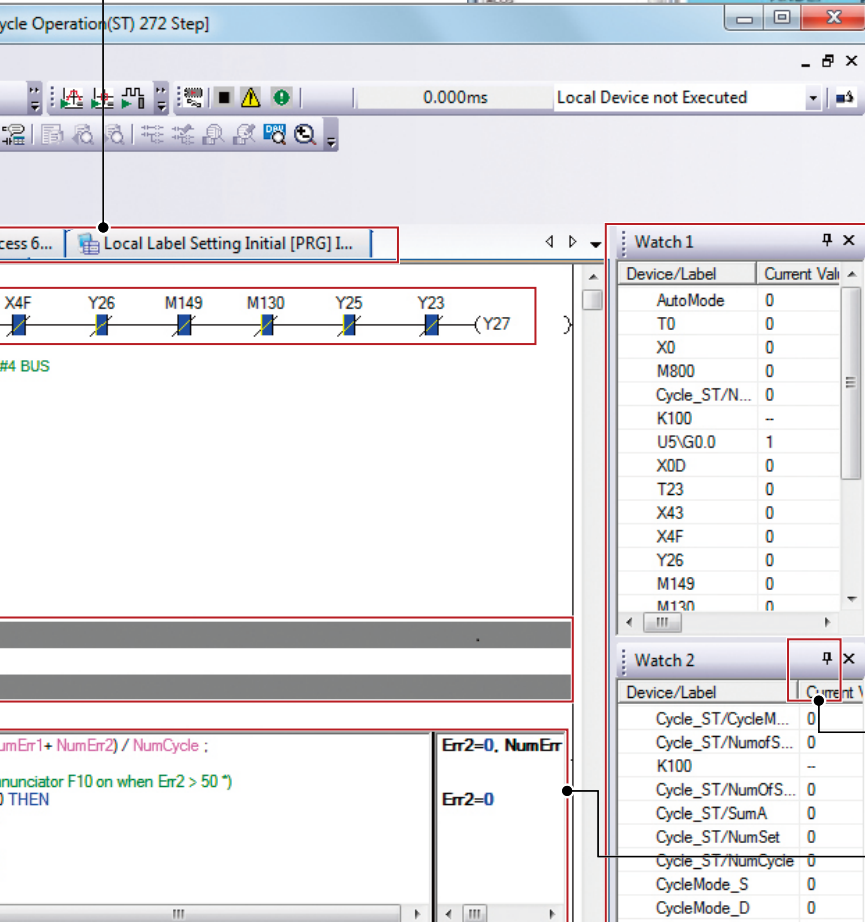 ycle Operation(ST) 272 Step]
0.000ms
Local Device not Executed
cess 6...
Local Label Setting Initial [PRG] I...
X4F Y26 M149 M130 Y25 Y23
Y27
#4 BUS
Watch 1
Device/Label Current Valu
AutoMode 0
T0 0
X0 0
M800 0
Cycle_ST/N... 0
K100 --
U5\G0.0 1
X0D 0
T23 0
X43 0
X4F 0
Y26 0
M149 0
M130 0
Watch 2
Device/Label Current V
Cycle_ST/CycleM... 0
Cycle_ST/NumofS... 0
K100 --
Cycle_ST/NumOfS... 0
Cycle_ST/SumA 0
Cycle_ST/NumSet 0
Cycle_ST/NumCycle 0
CycleMode_S 0
CycleMode_D 0
umErr1+ NumErr2) / NumCycle ;
nnunciator F10 on when Err2 > 50 *)
0 THEN
Err2=0, NumErr
Err2=0